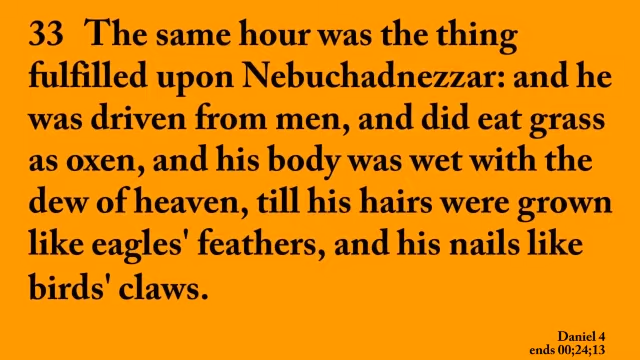 33 The same hour was the thing
fulfilled upon Nebuchadnezzar: and he
was driven from men, and did eat grass
as oxen, and his body was wet with the
dew of heaven, till his hairs were grown
like eagles' feathers, and his nails like
birds' claws.
Daniel 4
ends 00;24;13